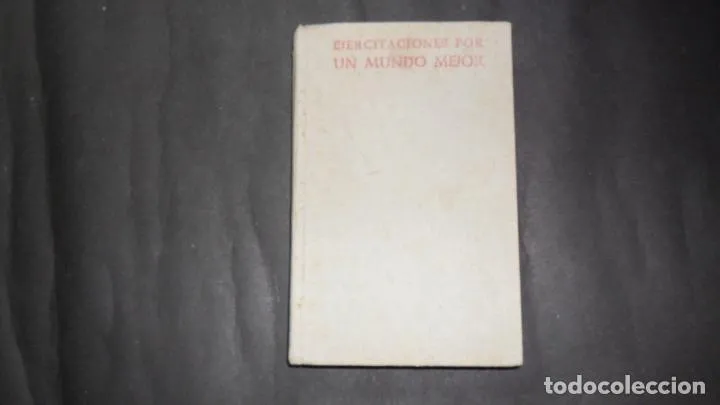 EJERCITACIONES POR
UN MUNDO MEJOR
todocoleccion